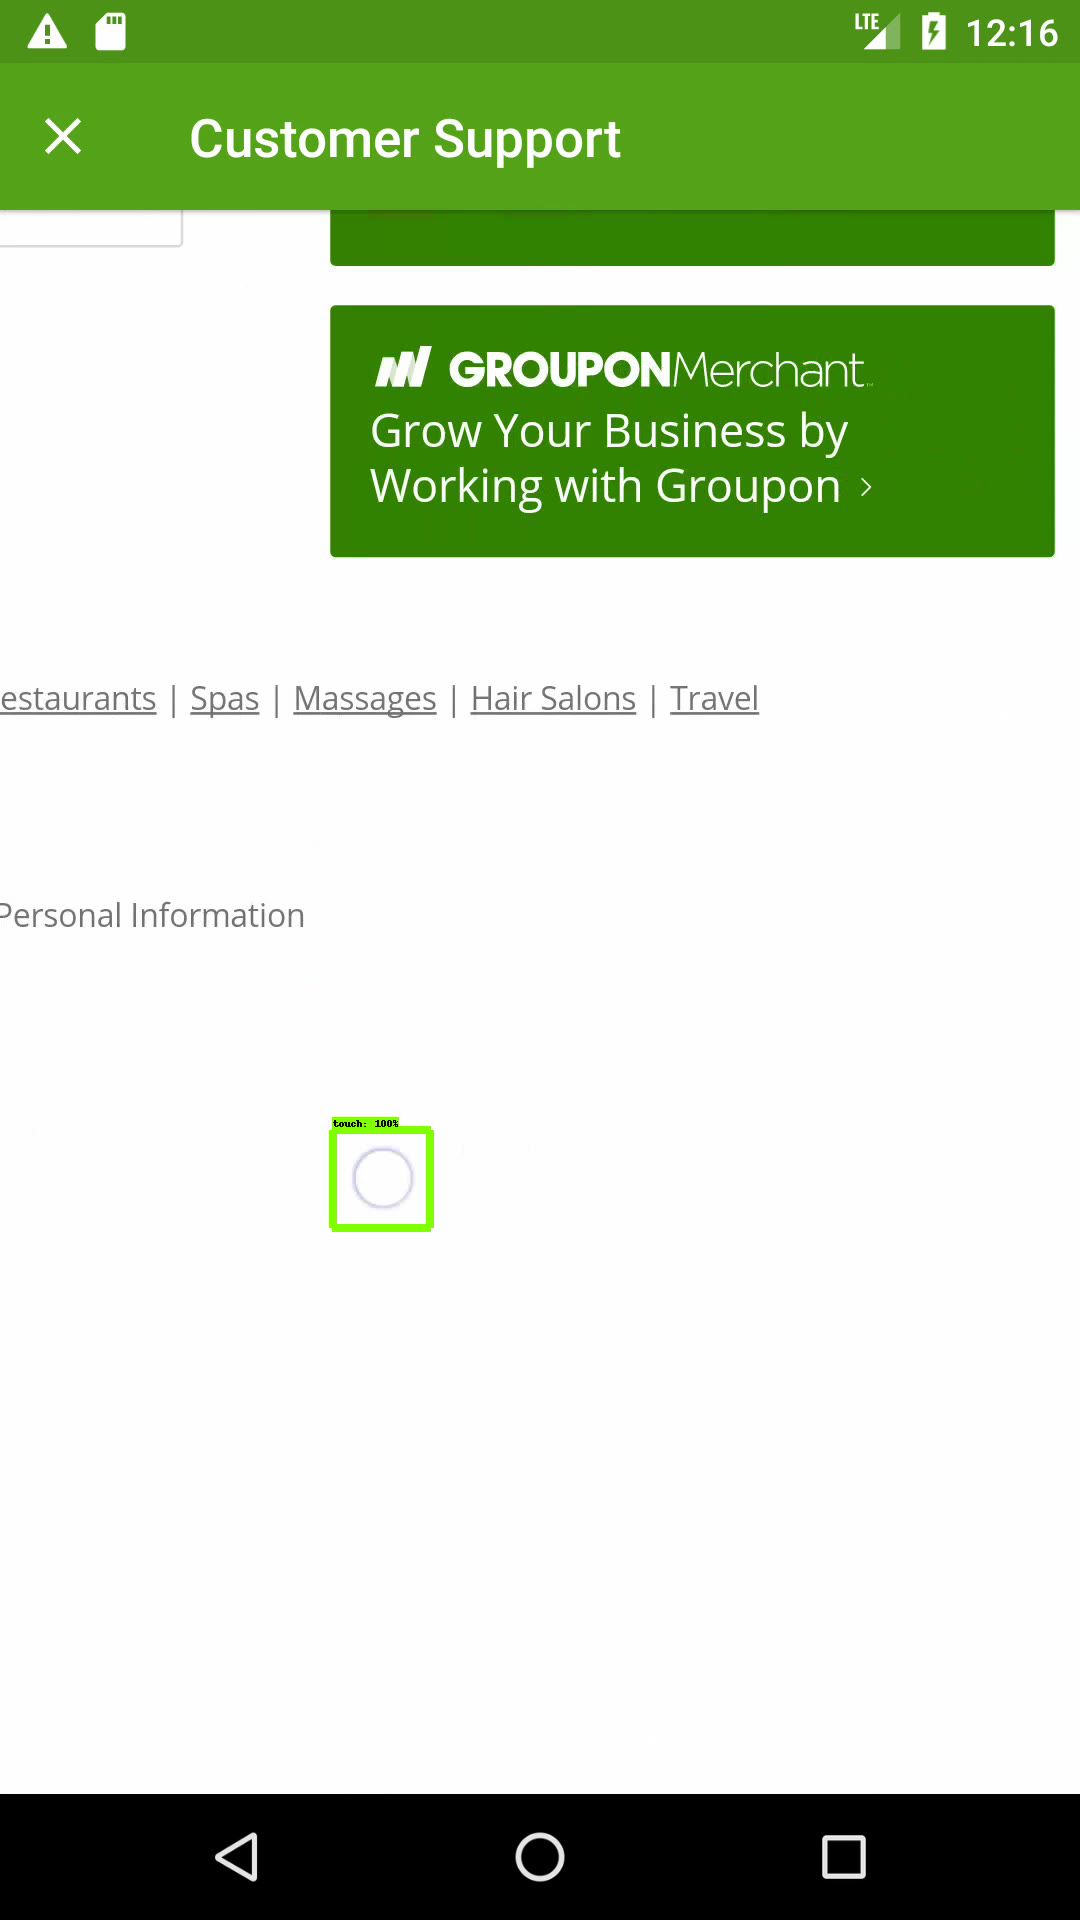 LTE 12:16
Customer Support
GROUPONMerchant™
Grow Your Business by
Working with Groupon >
estaurants | Spas | Massages | Hair Salons | Travel
Personal Information
touch: 100%